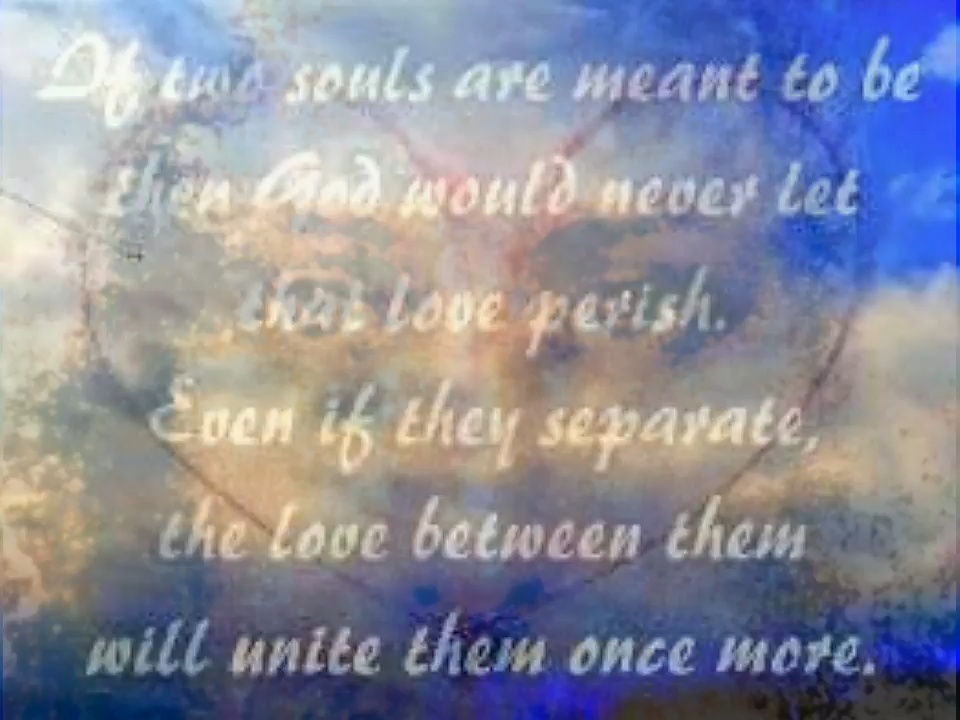 If two souls are meant to be
then God would never let
that love perish.
Even if they separate,
the love between them
will unite them once more.